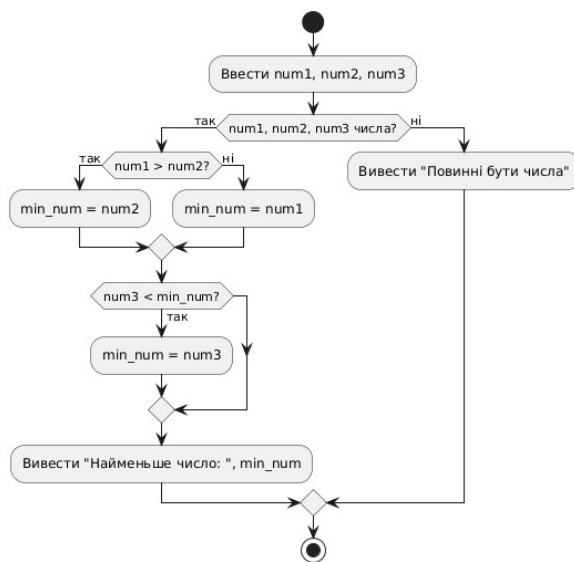 Ввести num1, num2, num3
так
num1, num2, num3 числа?
ні
так
num1 > num2?
ні
Вивести "Повинні бути числа"
min_num = num2
min_num = num1
num3 < min_num?
так
min_num = num3
Вивести "Найменьше число: ", min_num